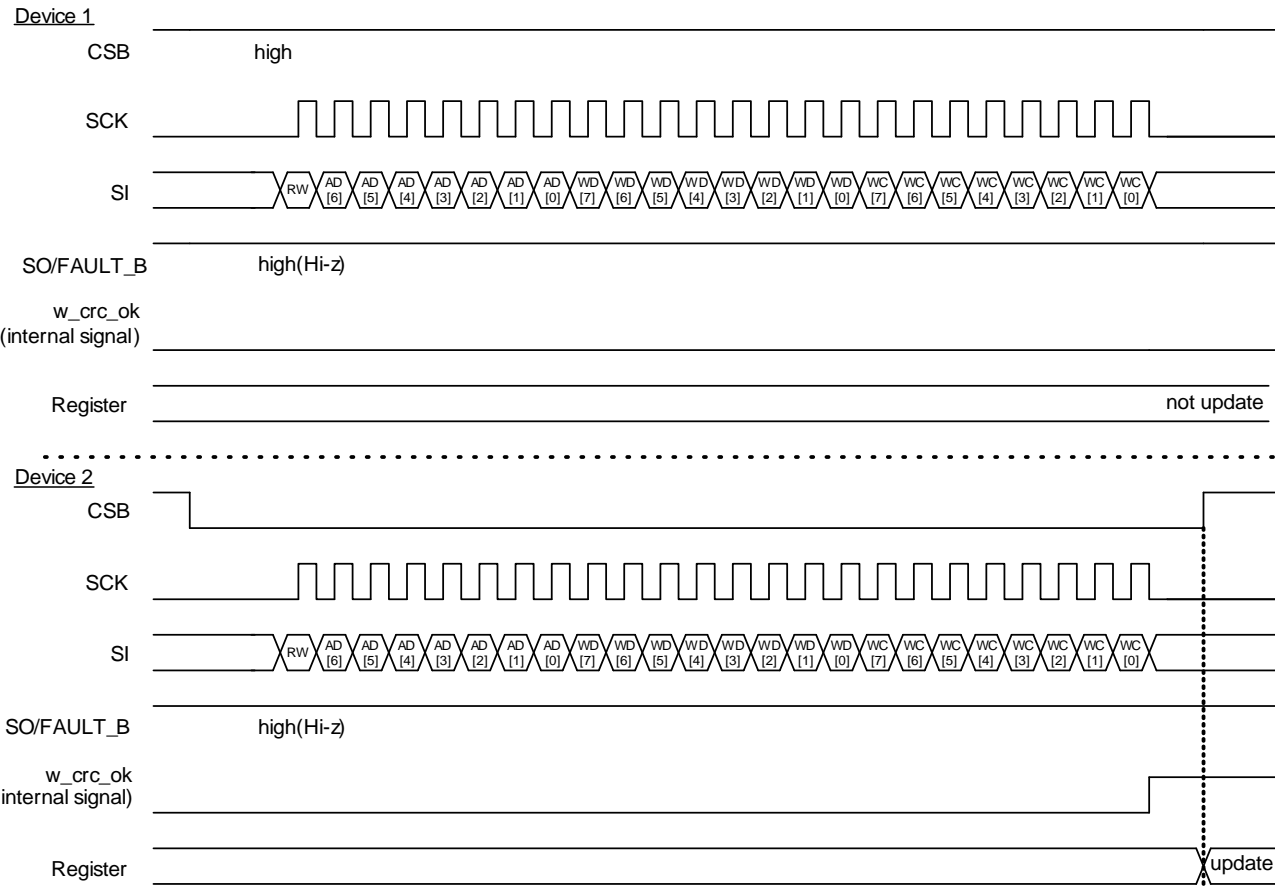 Device 1
CSB high
SCK
SI RW AD [6] AD [5] AD [4] AD [3] AD [2] AD [1] AD [0] WD [7] WD [6] WD [5] WD [4] WD [3] WD [2] WD [1] WD [0] WC [7] WC [6] WC [5] WC [4] WC [3] WC [2] WC [1] WC [0]
SO/FAULT_B high(Hi-z)
w_crc_ok
(internal signal)
Register not update
Device 2
CSB
SCK
SI RW AD [6] AD [5] AD [4] AD [3] AD [2] AD [1] AD [0] WD [7] WD [6] WD [5] WD [4] WD [3] WD [2] WD [1] WD [0] WC [7] WC [6] WC [5] WC [4] WC [3] WC [2] WC [1] WC [0]
SO/FAULT_B high(Hi-z)
w_crc_ok
internal signal)
Register update